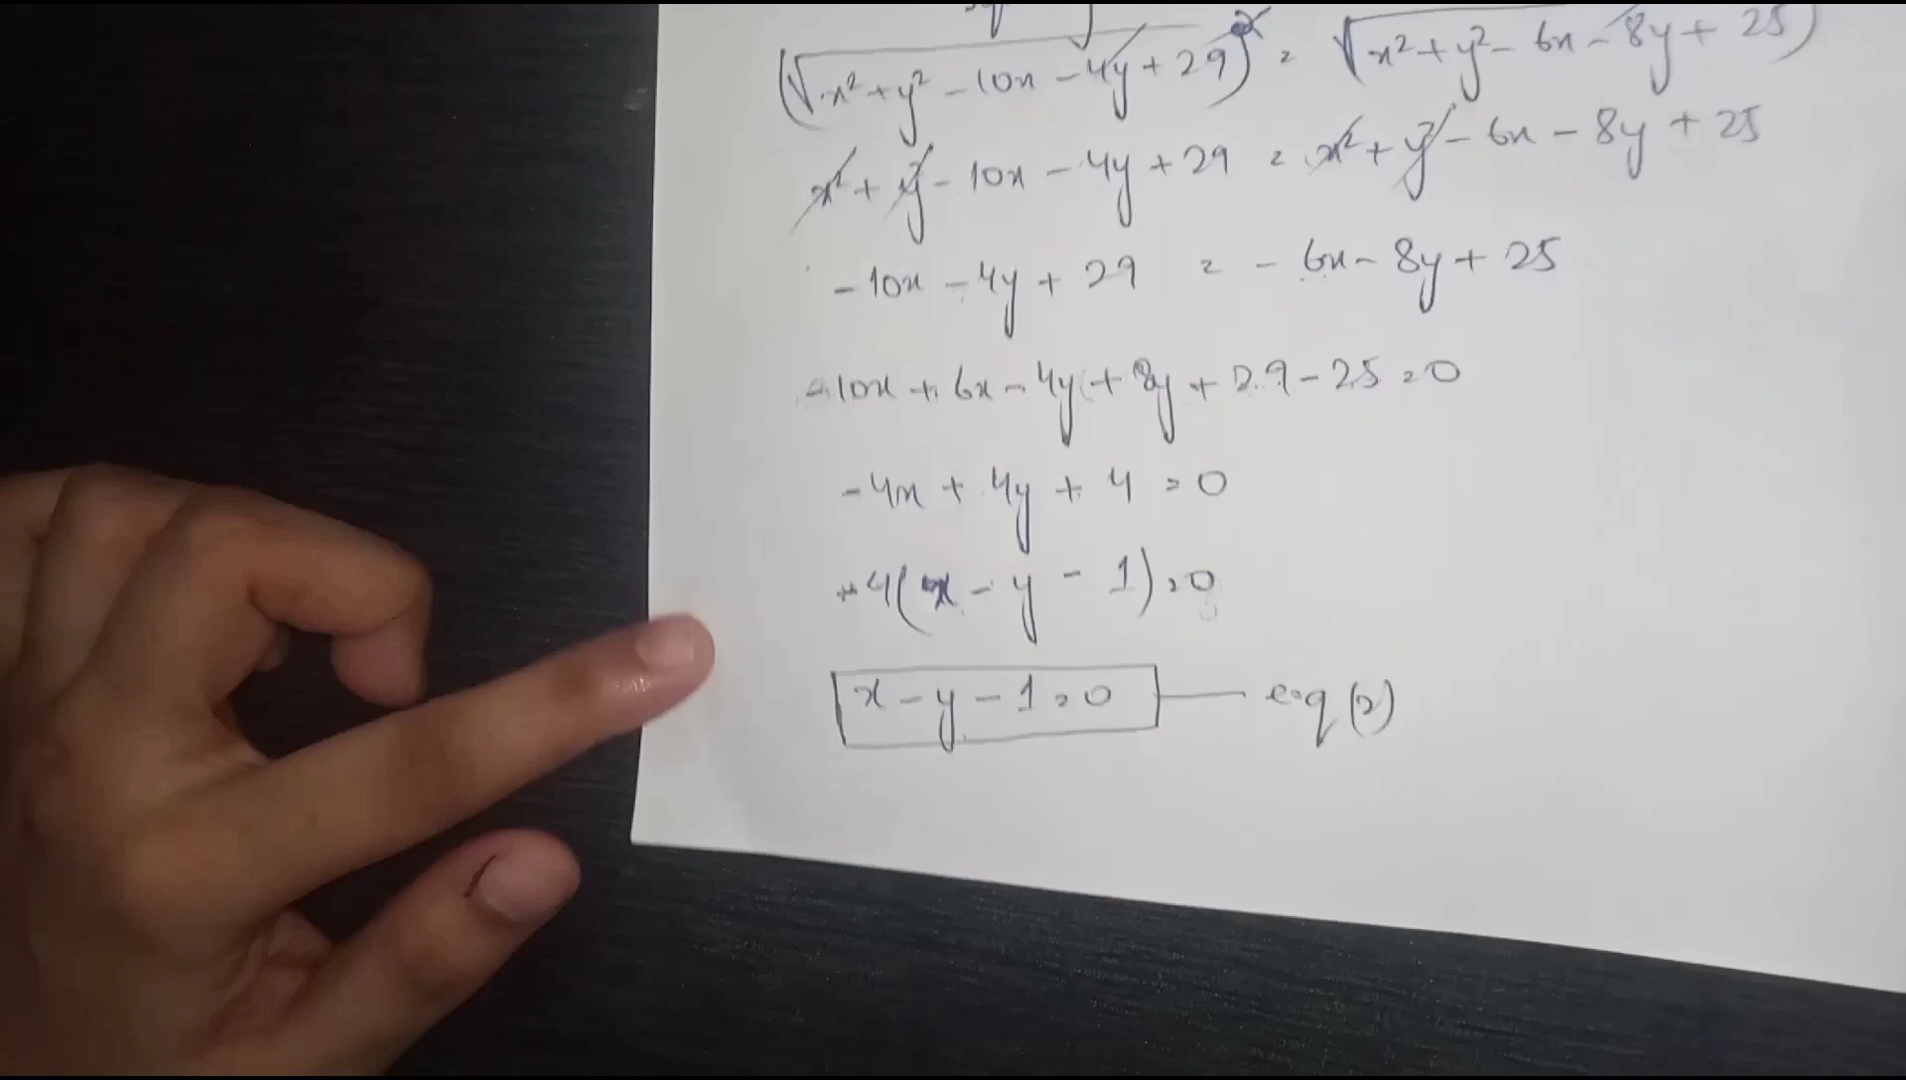 (√x² + y² - 10x - 4y + 29)² = √x² + y² - 6x - 8y + 25)
x² + y² - 10x - 4y + 29 = x² + y² - 6x - 8y + 25
- 10x - 4y + 29 = - 6x - 8y + 25
- 10x + 6x - 4y + 8y + 29 - 25 = 0
- 4x + 4y + 4 = 0
-4(x - y - 1) = 0
x - y - 1 = 0 — eq (2)